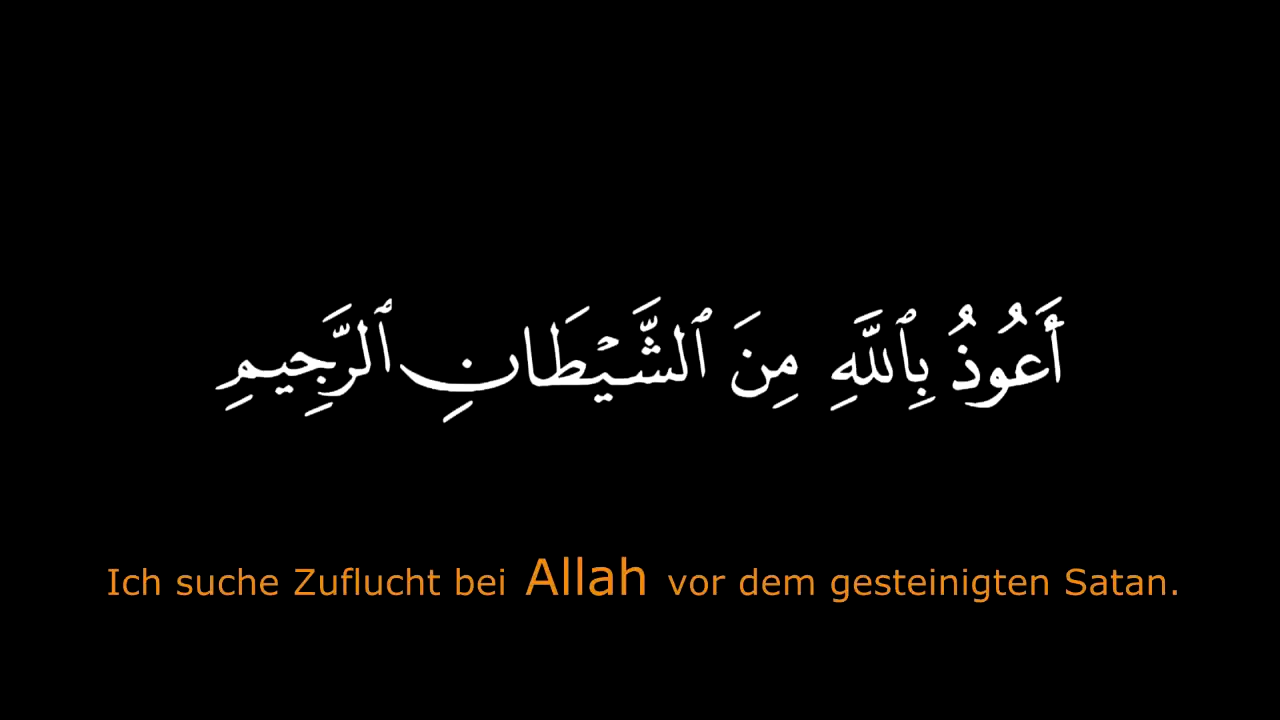 أَعُوذُ بِٱللَّهِ مِنَ ٱلشَّيۡطَانِ ٱلرَّجِيمِ
Ich suche Zuflucht bei Allah vor dem gesteinigten Satan.